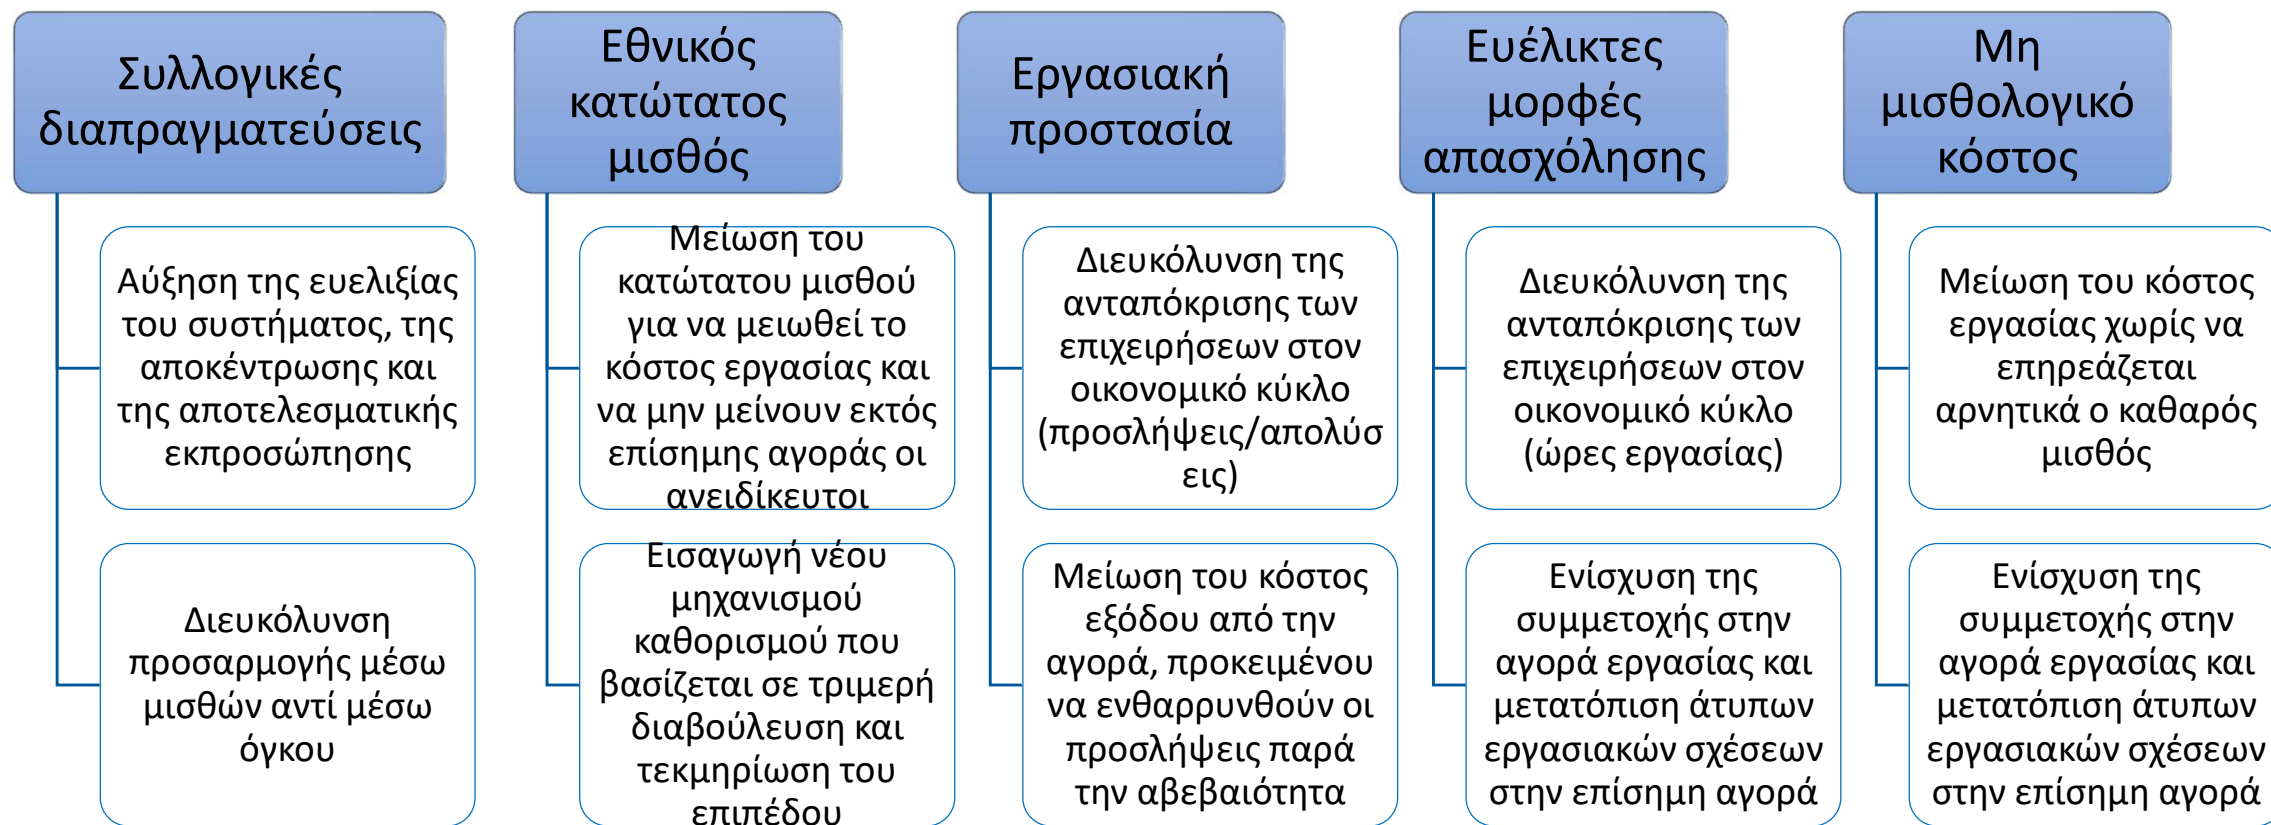 Συλλογικές
διαπραγματεύσεις
Αύξηση της ευελιξίας
του συστήματος, της
αποκέντρωσης και
της αποτελεσματικής
εκπροσώπησης
Διευκόλυνση
προσαρμογής μέσω
μισθών αντί μέσω
όγκου
Εθνικός
κατώτατος
μισθός
Μείωση του
κατώτατου μισθού
για να μειωθεί το
κόστος εργασίας και
να μην μείνουν εκτός
επίσημης αγοράς οι
ανειδίκευτοι
Εισαγωγή νέου
μηχανισμού
καθορισμού που
βασίζεται σε τριμερή
διαβούλευση και
τεκμηρίωση του
επιπέδου
Εργασιακή
προστασία
Διευκόλυνση της
ανταπόκρισης των
επιχειρήσεων στον
οικονομικό κύκλο
(προσλήψεις/απολύσ
εις)
Μείωση του κόστος
εξόδου από την
αγορά, προκειμένου
να ενθαρρυνθούν οι
προσλήψεις παρά
την αβεβαιότητα
Ευέλικτες
μορφές
απασχόλησης
Διευκόλυνση της
ανταπόκρισης των
επιχειρήσεων στον
οικονομικό κύκλο
(ώρες εργασίας)
Ενίσχυση της
συμμετοχής στην
αγορά εργασίας και
μετατόπιση άτυπων
εργασιακών σχέσεων
στην επίσημη αγορά
Μη
μισθολογικό
κόστος
Μείωση του κόστος
εργασίας χωρίς να
επηρεάζεται
αρνητικά ο καθαρός
μισθός
Ενίσχυση της
συμμετοχής στην
αγορά εργασίας και
μετατόπιση άτυπων
εργασιακών σχέσεων
στην επίσημη αγορά